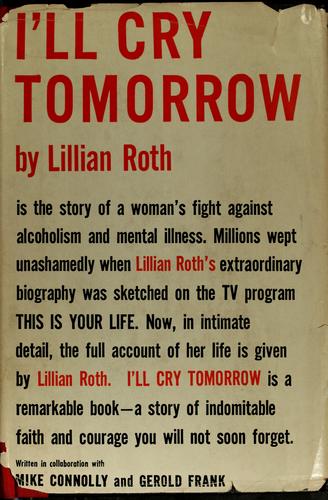 I'LL CRY
TOMORROW
by Lillian Roth
is the story of a woman's fight against
alcoholism and mental illness. Millions wept
unashamedly when Lillian Roth's extraordinary
biography was sketched on the TV program
THIS IS YOUR LIFE. Now, in intimate
detail, the full account of her life is given
by Lillian Roth. I'LL CRY TOMORROW is a
remarkable book—a story of indomitable
faith and courage you will not soon forget.
Written in collaboration with
MIKE CONNOLLY and GEROLD FRANK